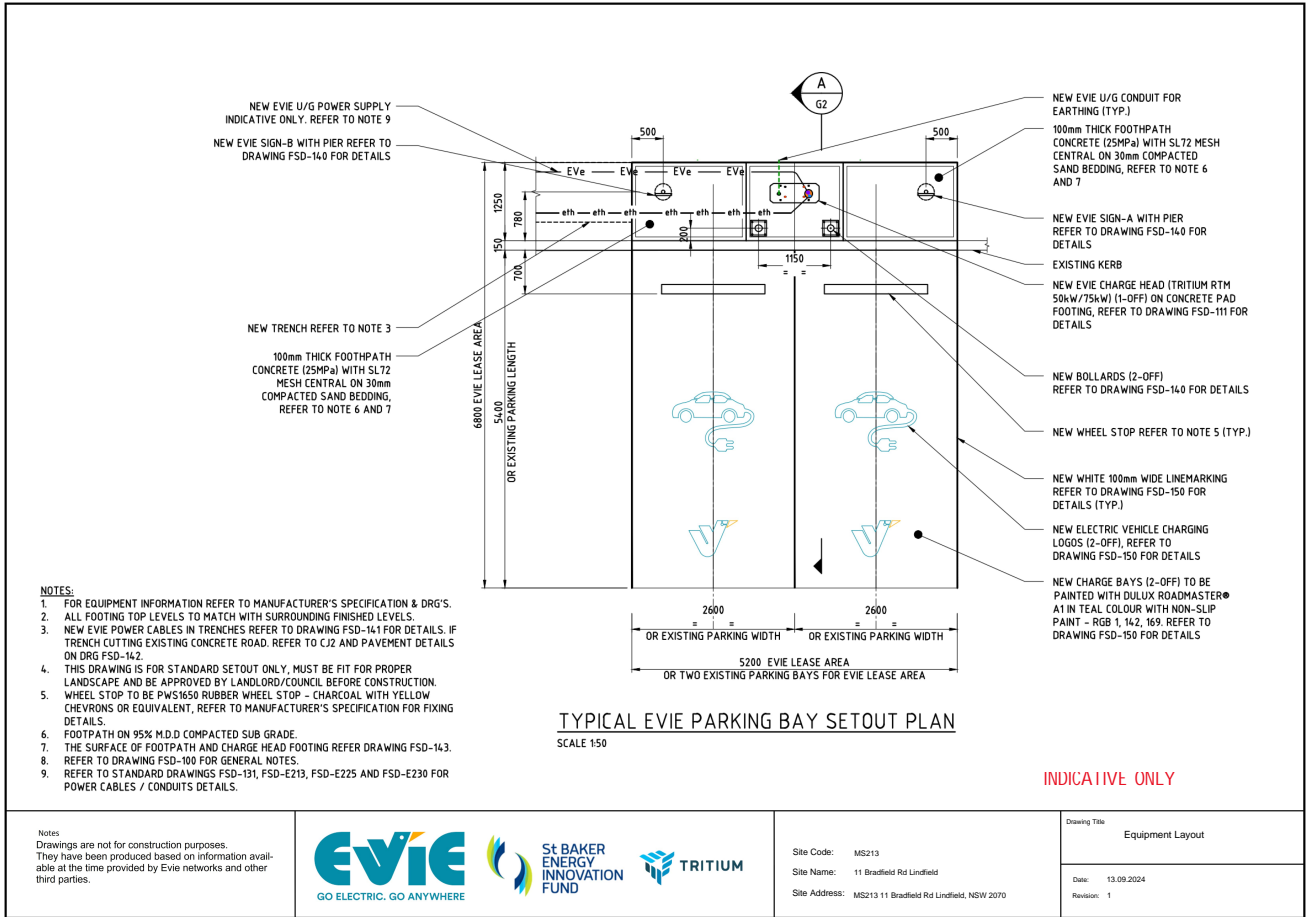 A
G2
NEW EVIE U/G POWER SUPPLY
INDICATIVE ONLY. REFER TO NOTE 9
NEW EVIE SIGN-B WITH PIER REFER TO
DRAWING FSD-140 FOR DETAILS
NEW TRENCH REFER TO NOTE 3
100mm THICK FOOTPATH
CONCRETE (25MPa) WITH SL72
MESH CENTRAL ON 30mm
COMPACTED SAND BEDDING,
REFER TO NOTE 6 AND 7
500
500
EVe EVe EVe EVe
eth eth eth eth eth eth eth
1250
780
200
150
700
1150
= =
6800 EVIE LEASE AREA
5400
OR EXISTING PARKING LENGTH
NEW EVIE U/G CONDUIT FOR
EARTHING (TYP.)
100mm THICK FOOTPATH
CONCRETE (25MPa) WITH SL72 MESH
CENTRAL ON 30mm COMPACTED
SAND BEDDING, REFER TO NOTE 6
AND 7
NEW EVIE SIGN-A WITH PIER
REFER TO DRAWING FSD-140 FOR
DETAILS
EXISTING KERB
NEW EVIE CHARGE HEAD (TRITIUM RTM
50kW/75kW) (1-OFF) ON CONCRETE PAD
FOOTING, REFER TO DRAWING FSD-111 FOR
DETAILS
NEW BOLLARDS (2-OFF)
REFER TO DRAWING FSD-140 FOR DETAILS
NEW WHEEL STOP REFER TO NOTE 5 (TYP.)
NEW WHITE 100mm WIDE LINEMARKING
REFER TO DRAWING FSD-150 FOR
DETAILS (TYP.)
NEW ELECTRIC VEHICLE CHARGING
LOGOS (2-OFF), REFER TO
DRAWING FSD-150 FOR DETAILS
NEW CHARGE BAYS (2-OFF) TO BE
PAINTED WITH DULUX ROADMASTER®
A1 IN TEAL COLOUR WITH NON-SLIP
PAINT - RGB 1, 142, 169. REFER TO
DRAWING FSD-150 FOR DETAILS
2600 2600
= = = =
OR EXISTING PARKING WIDTH OR EXISTING PARKING WIDTH
5200 EVIE LEASE AREA
OR TWO EXISTING PARKING BAYS FOR EVIE LEASE AREA
TYPICAL EVIE PARKING BAY SETOUT PLAN
SCALE 1:50
NOTES:
1. FOR EQUIPMENT INFORMATION REFER TO MANUFACTURER'S SPECIFICATION & DRG'S.
2. ALL FOOTING TOP LEVELS TO MATCH WITH SURROUNDING FINISHED LEVELS.
3. NEW EVIE POWER CABLES IN TRENCHES REFER TO DRAWING FSD-141 FOR DETAILS. IF
TRENCH CUTTING EXISTING CONCRETE ROAD. REFER TO CJ2 AND PAVEMENT DETAILS
ON DRG FSD-142.
4. THIS DRAWING IS FOR STANDARD SETOUT ONLY, MUST BE FIT FOR PROPER
LANDSCAPE AND BE APPROVED BY LANDLORD/COUNCIL BEFORE CONSTRUCTION.
5. WHEEL STOP TO BE PWS1650 RUBBER WHEEL STOP - CHARCOAL WITH YELLOW
CHEVRONS OR EQUIVALENT, REFER TO MANUFACTURER'S SPECIFICATION FOR FIXING
DETAILS.
6. FOOTPATH ON 95% M.D.D COMPACTED SUB GRADE.
7. THE SURFACE OF FOOTPATH AND CHARGE HEAD FOOTING REFER DRAWING FSD-143.
8. REFER TO DRAWING FSD-100 FOR GENERAL NOTES.
9. REFER TO STANDARD DRAWINGS FSD-131, FSD-E213, FSD-E225 AND FSD-E230 FOR
POWER CABLES / CONDUITS DETAILS.
INDICATIVE ONLY
Notes
Drawings are not for construction purposes.
They have been produced based on information avail-
able at the time provided by Evie networks and other
third parties.
EViE
GO ELECTRIC. GO ANYWHERE
St BAKER
ENERGY
INNOVATION
FUND
TRITIUM
Site Code: MS213
Site Name: 11 Bradfield Rd Lindfield
Site Address: MS213 11 Bradfield Rd Lindfield, NSW 2070
Drawing Title
Equipment Layout
Date: 13.09.2024
Revision: 1